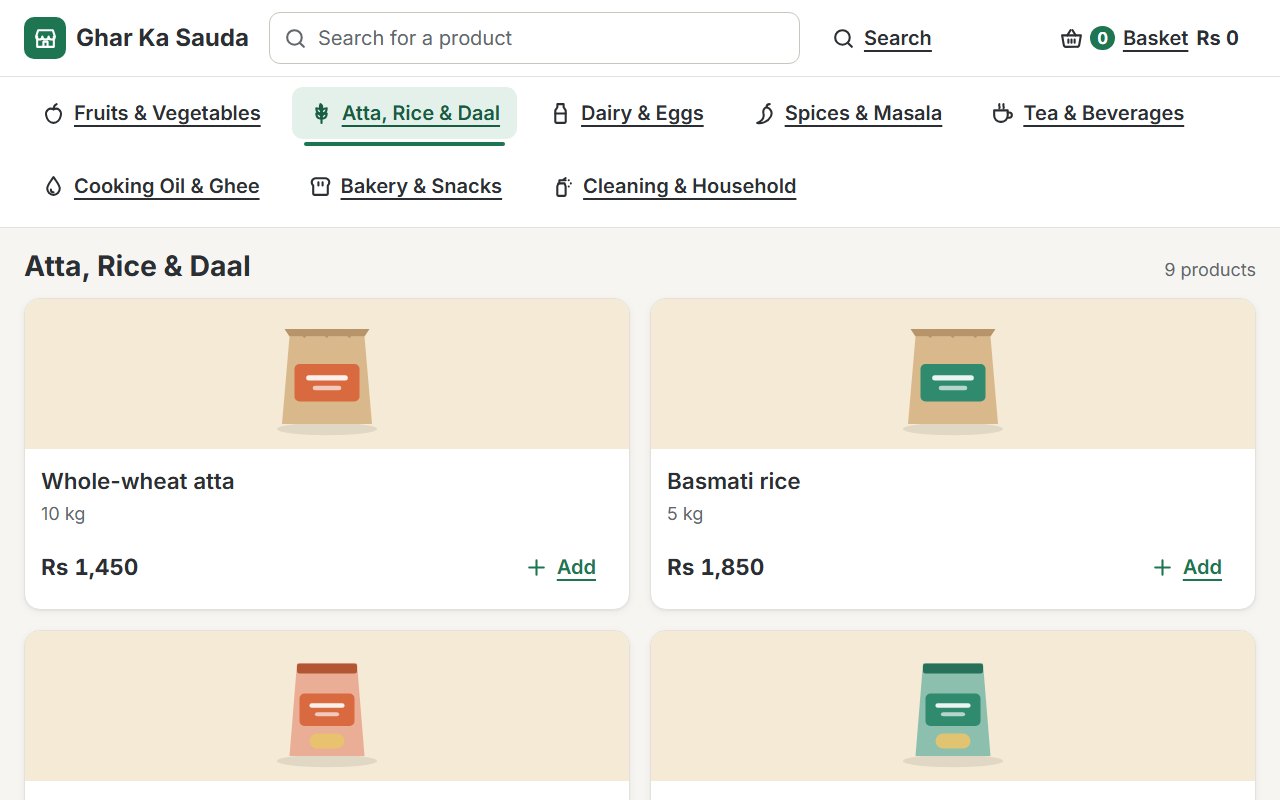 Ghar Ka Sauda
Search for a product
Search
0 Basket Rs 0
Fruits & Vegetables
Atta, Rice & Daal
Dairy & Eggs
Spices & Masala
Tea & Beverages
Cooking Oil & Ghee
Bakery & Snacks
Cleaning & Household
Atta, Rice & Daal
9 products
Whole-wheat atta
10 kg
Rs 1,450
Add
Basmati rice
5 kg
Rs 1,850
Add